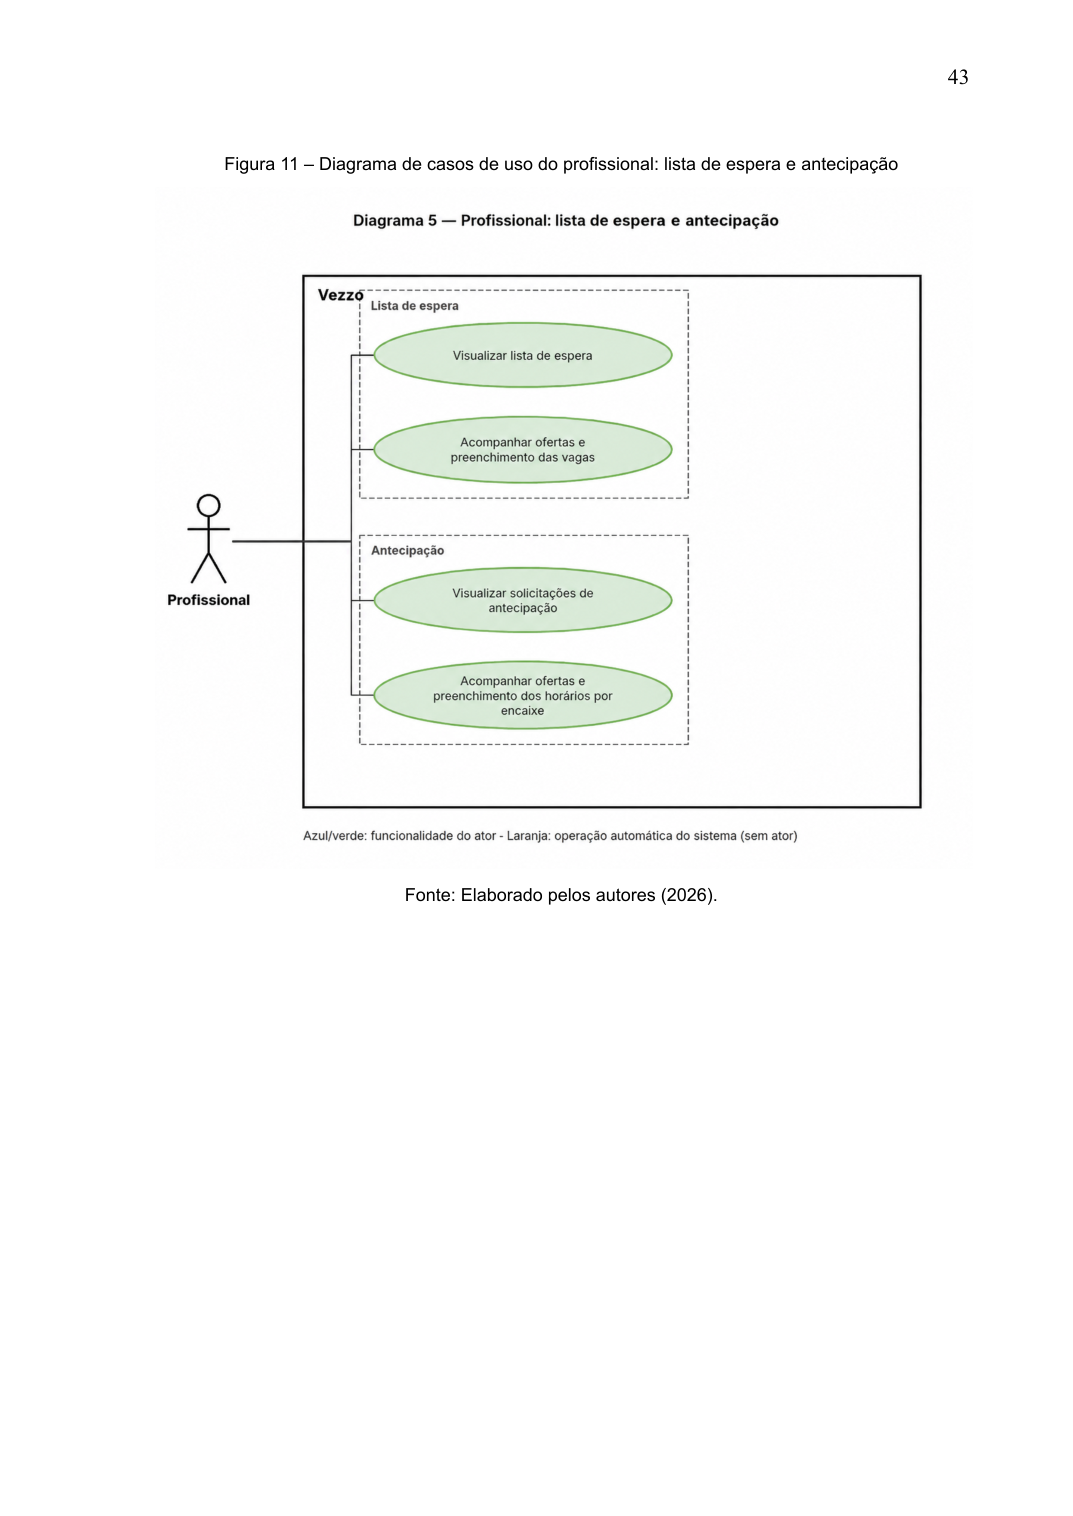 43
Figura 11 – Diagrama de casos de uso do profissional: lista de espera e antecipação
Diagrama 5 — Profissional: lista de espera e antecipação
Vezzo
Lista de espera
Visualizar lista de espera
Acompanhar ofertas e
preenchimento das vagas
Profissional
Antecipação
Visualizar solicitações de
antecipação
Acompanhar ofertas e
preenchimento dos horários por
encaixe
Azul/verde: funcionalidade do ator - Laranja: operação automática do sistema (sem ator)
Fonte: Elaborado pelos autores (2026).